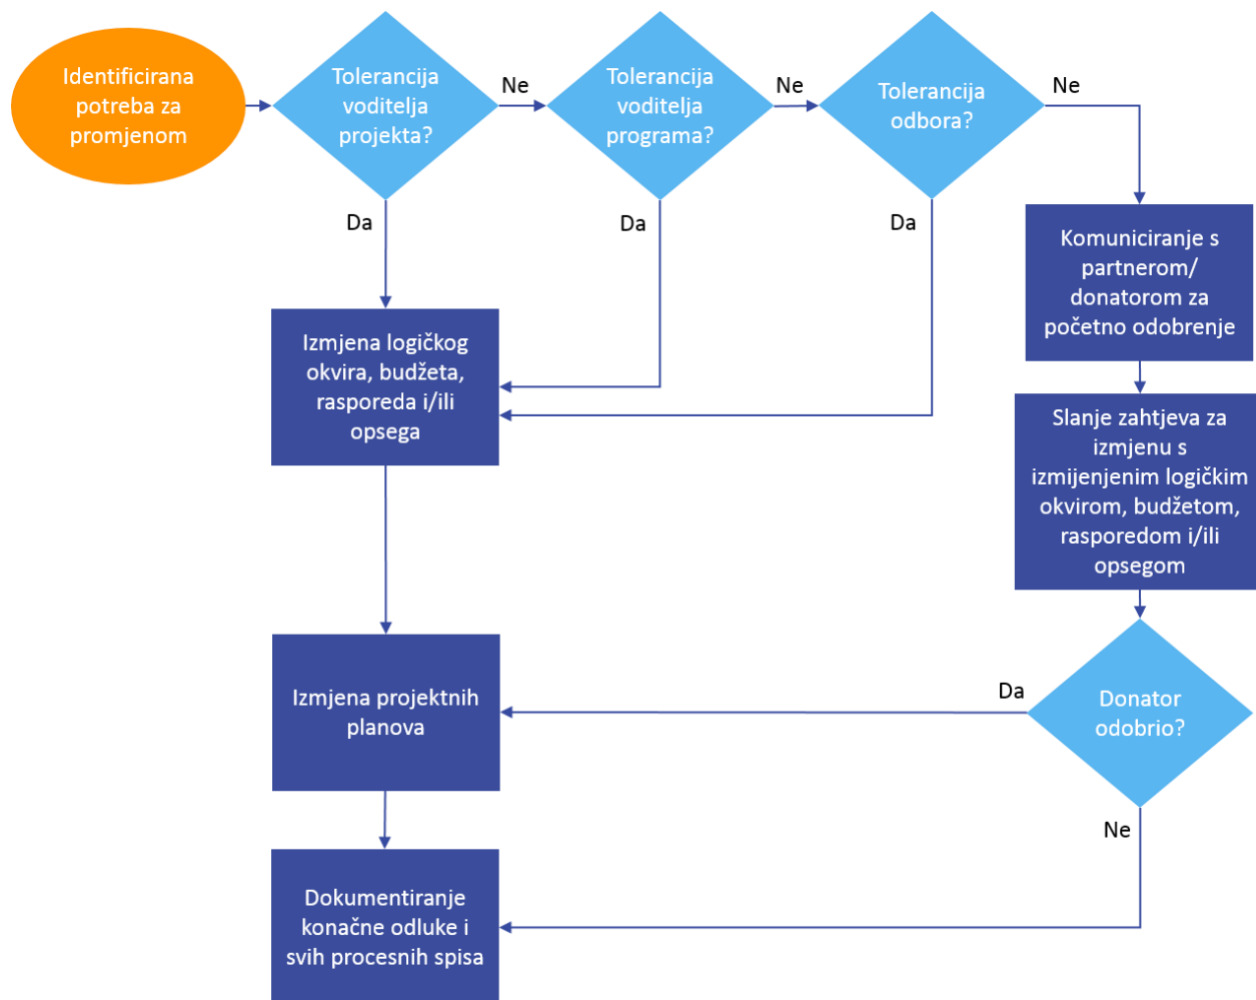 Identificirana
potreba za
promjenom
Tolerancija
voditelja
projekta?
Ne
Tolerancija
voditelja
programa?
Ne
Tolerancija
odbora?
Ne
Da
Da
Da
Komuniciranje s
partnerom/
donatorom za
početno odobrenje
Izmjena logičkog
okvira, budžeta,
rasporeda i/ili
opsega
Slanje zahtjeva za
izmjenu s
izmijenjenim logičkim
okvirom, budžetom,
rasporedom i/ili
opsegom
Izmjena projektnih
planova
Da
Donator
odobrio?
Ne
Dokumentiranje
konačne odluke i
svih procesnih spisa